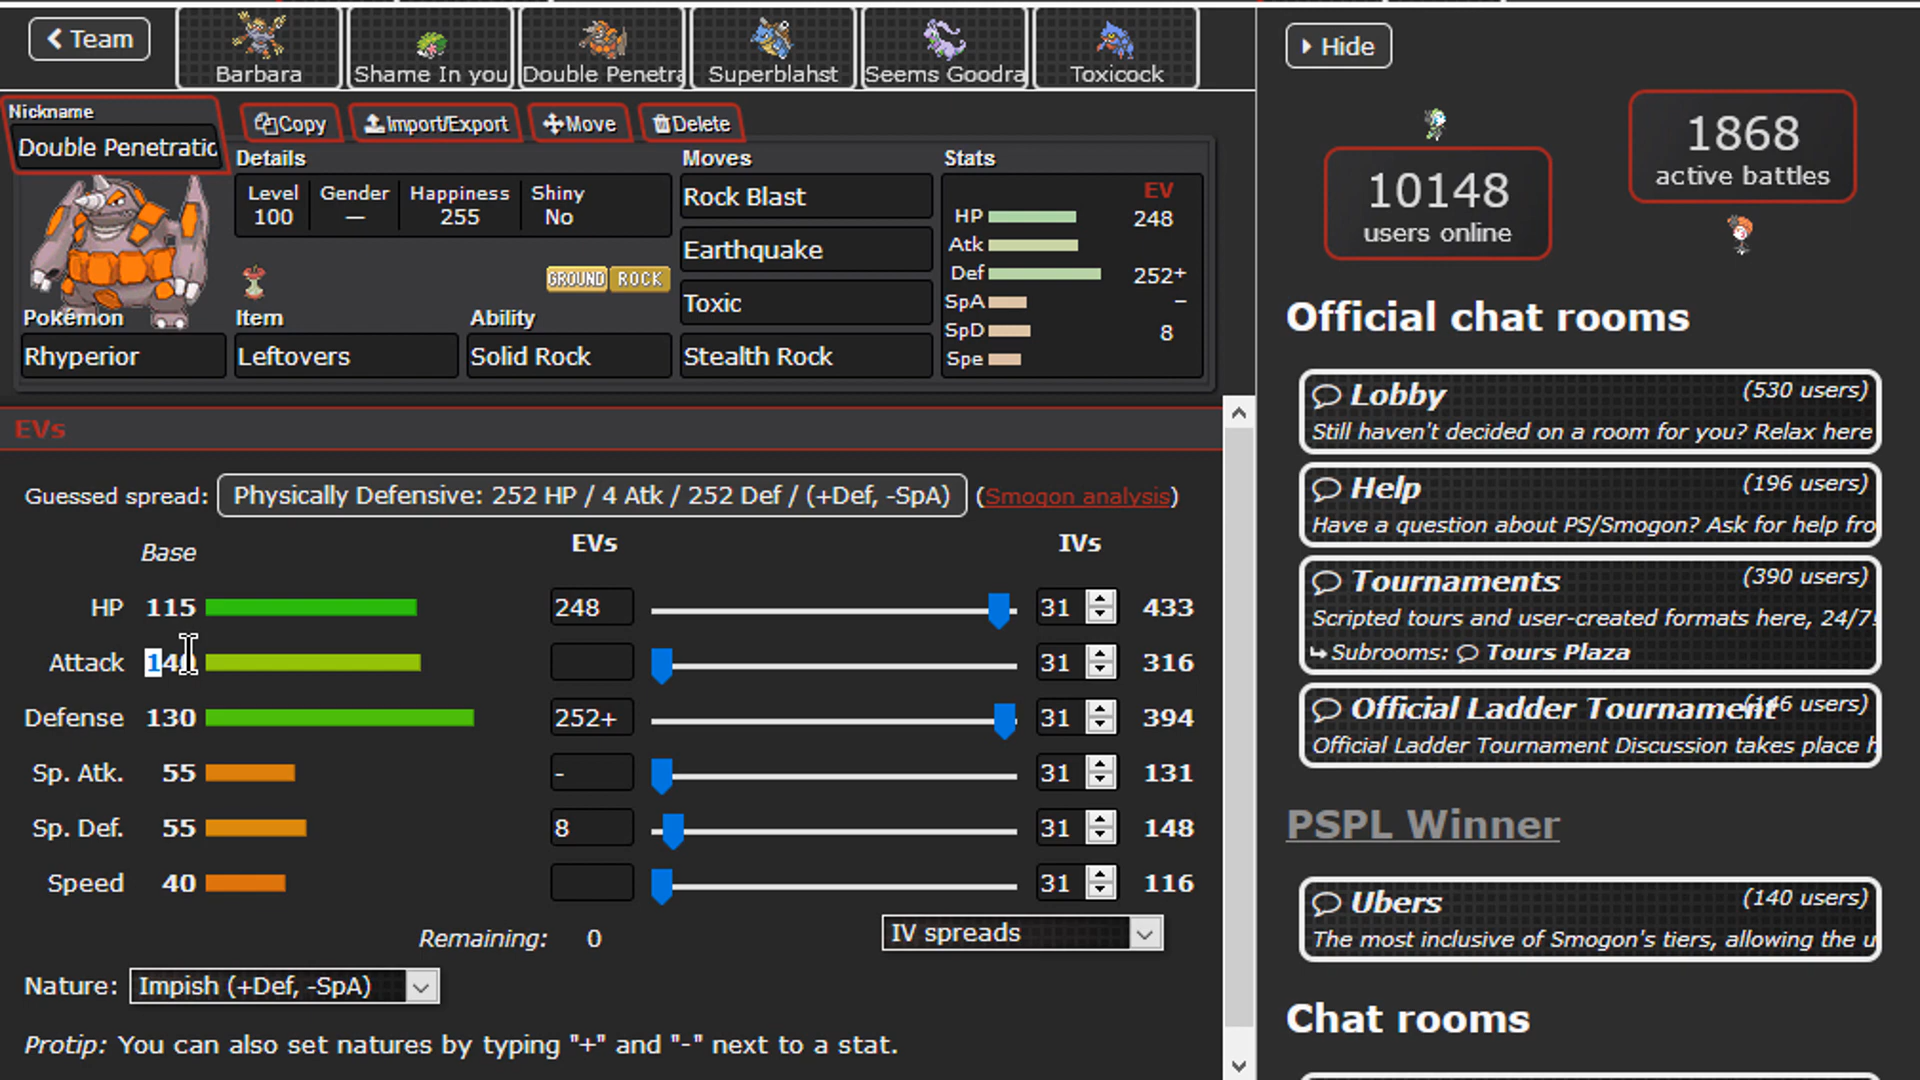 Team
Barbara
Shame In you
Double Penetra
Superblahst
Seems Goodra
Toxicock
Hide
Nickname
Double Penetratio
Copy
Import/Export
Move
Delete
Details
Level
100
Gender
—
Happiness
255
Shiny
No
GROUND ROCK
Pokémon
Rhyperior
Item
Leftovers
Ability
Solid Rock
Moves
Rock Blast
Earthquake
Toxic
Stealth Rock
Stats
EV
HP 248
Atk
Def 252+
SpA −
SpD 8
Spe
EVs
Guessed spread: Physically Defensive: 252 HP / 4 Atk / 252 Def / (+Def, -SpA) (Smogon analysis)
Base EVs IVs
HP 115 248 31 433
Attack 140 31 316
Defense 130 252+ 31 394
Sp. Atk. 55 - 31 131
Sp. Def. 55 8 31 148
Speed 40 31 116
Remaining: 0
IV spreads
Nature: Impish (+Def, -SpA)
Protip: You can also set natures by typing "+" and "-" next to a stat.
10148
users online
1868
active battles
Official chat rooms
Lobby (530 users)
Still haven't decided on a room for you? Relax here
Help (196 users)
Have a question about PS/Smogon? Ask for help fro
Tournaments (390 users)
Scripted tours and user-created formats here, 24/7!
Subrooms: Tours Plaza
Official Ladder Tournament (146 users)
Official Ladder Tournament Discussion takes place h
PSPL Winner
Ubers (140 users)
The most inclusive of Smogon's tiers, allowing the u
Chat rooms